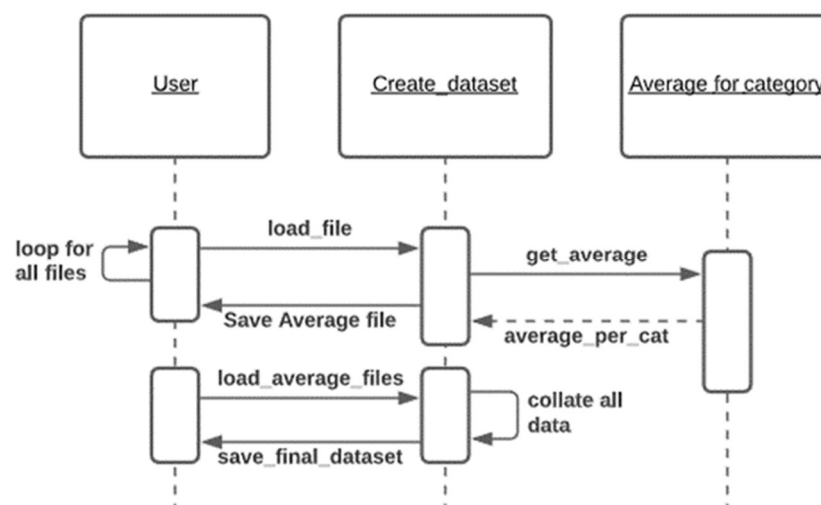 User
Create_dataset
Average for category
loop for
all files
load_file
get_average
Save Average file
average_per_cat
load_average_files
collate all
data
save_final_dataset